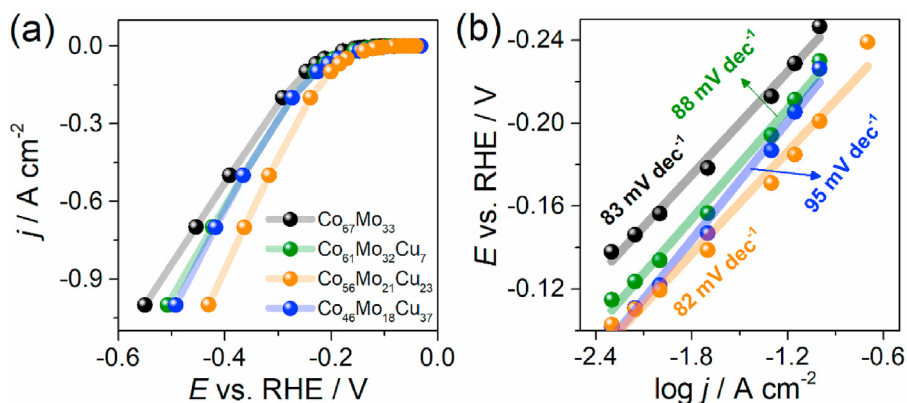 (a)
0.0
-0.3
-0.6
-0.9
j / A cm⁻²
Co₆₇Mo₃₃
Co₆₁Mo₃₂Cu₇
Co₅₆Mo₂₁Cu₂₃
Co₄₆Mo₁₈Cu₃₇
-0.6 -0.4 -0.2 0.0
E vs. RHE / V
(b)
-0.24
-0.20
-0.16
-0.12
E vs. RHE / V
88 mV dec⁻¹
83 mV dec⁻¹
95 mV dec⁻¹
82 mV dec⁻¹
-2.4 -1.8 -1.2 -0.6
log j / A cm⁻²